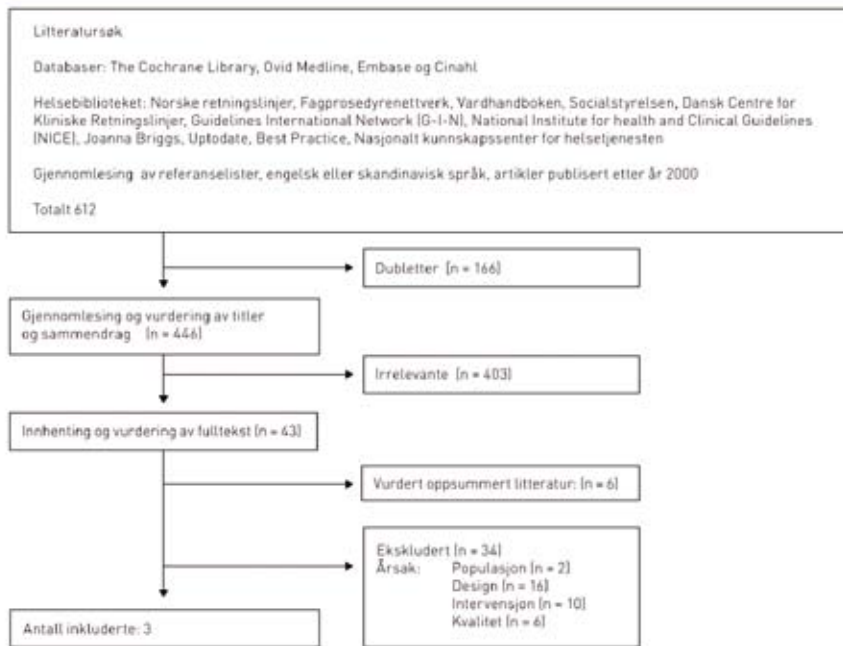 Litteratursøk
Databaser: The Cochrane Library, Ovid Medline, Embase og Cinahl
Helsebiblioteket: Norske retningslinjer, Fagprosedyrenettverk, Vardhandboken, Socialstyrelsen, Dansk Centre for
Kliniske Retningslinjer, Guidelines International Network (G-I-N), National Institute for health and Clinical Guidelines
(NICE), Joanna Briggs, Uptodate, Best Practice, Nasjonalt kunnskapssenter for helsetjenesten
Gjennomlesing av referanselister, engelsk eller skandinavisk språk, artikler publisert etter år 2000
Totalt 612
Dubletter (n = 166)
Gjennomlesing og vurdering av titler
og sammendrag (n = 446)
Irrelevante (n = 403)
Innhenting og vurdering av fulltekst (n = 43)
Vurdert oppsummert litteratur: (n = 6)
Ekskludert (n = 34)
Årsak: Populasjon (n = 2)
Design (n = 16)
Intervensjon (n = 10)
Kvalitet (n = 6)
Antall inkluderte: 3